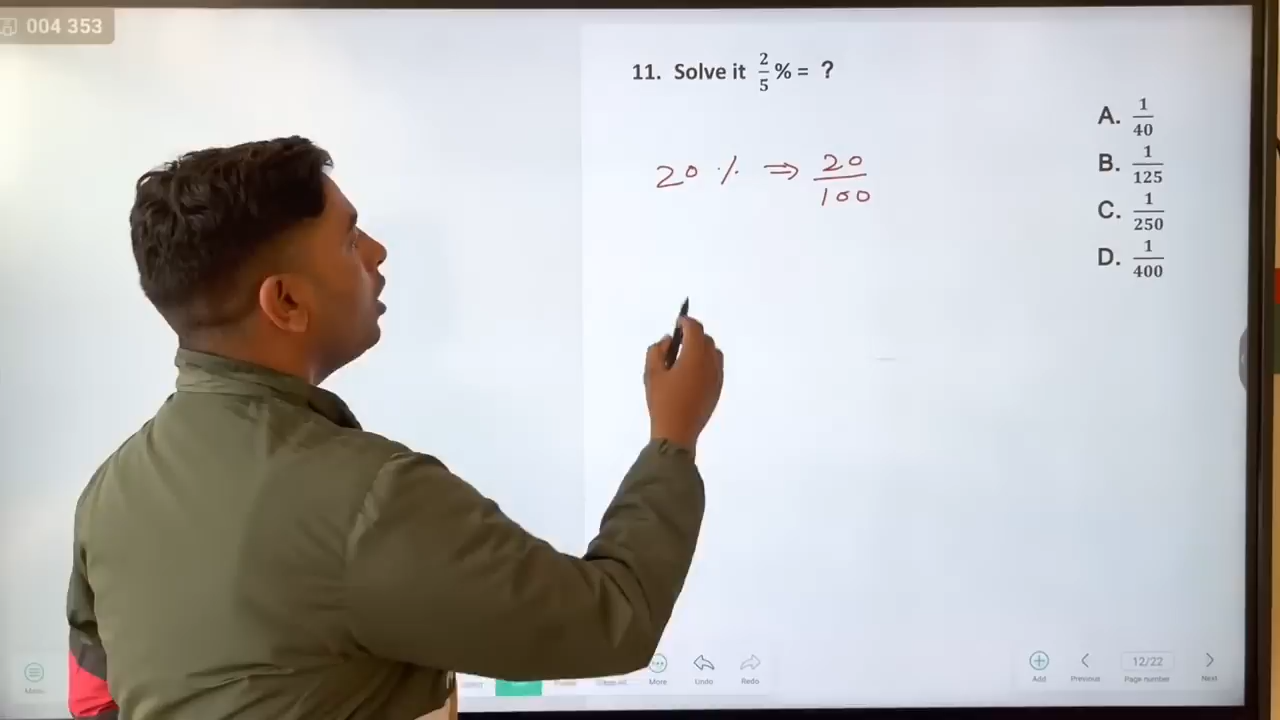 004 353
11. Solve it 2/5 % = ?
A. 1/40
B. 1/125
C. 1/250
D. 1/400
20 % ⇒ 20/100
Menu
More
Undo
Redo
Add
Previous
12/22
Page number
Next